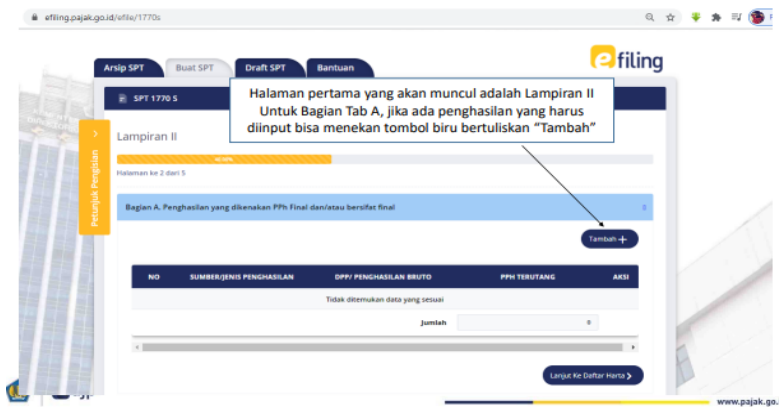 efiling.pajak.go.id/efile/1770s
Arsip SPT
Buat SPT
Draft SPT
Bantuan
e filing
SPT 1770 S
Halaman pertama yang akan muncul adalah Lampiran II
Untuk Bagian Tab A, jika ada penghasilan yang harus
diinput bisa menekan tombol biru bertuliskan “Tambah”
Lampiran II
Halaman ke 2 dari 5
Petunjuk Pengisian
Bagian A. Penghasilan yang dikenakan PPh Final dan/atau bersifat final
Tambah +
NO SUMBER/JENIS PENGHASILAN DPP/ PENGHASILAN BRUTO PPH TERUTANG AKSI
Tidak ditemukan data yang sesuai
Jumlah 0
Lanjut Ke Daftar Harta
www.pajak.go.